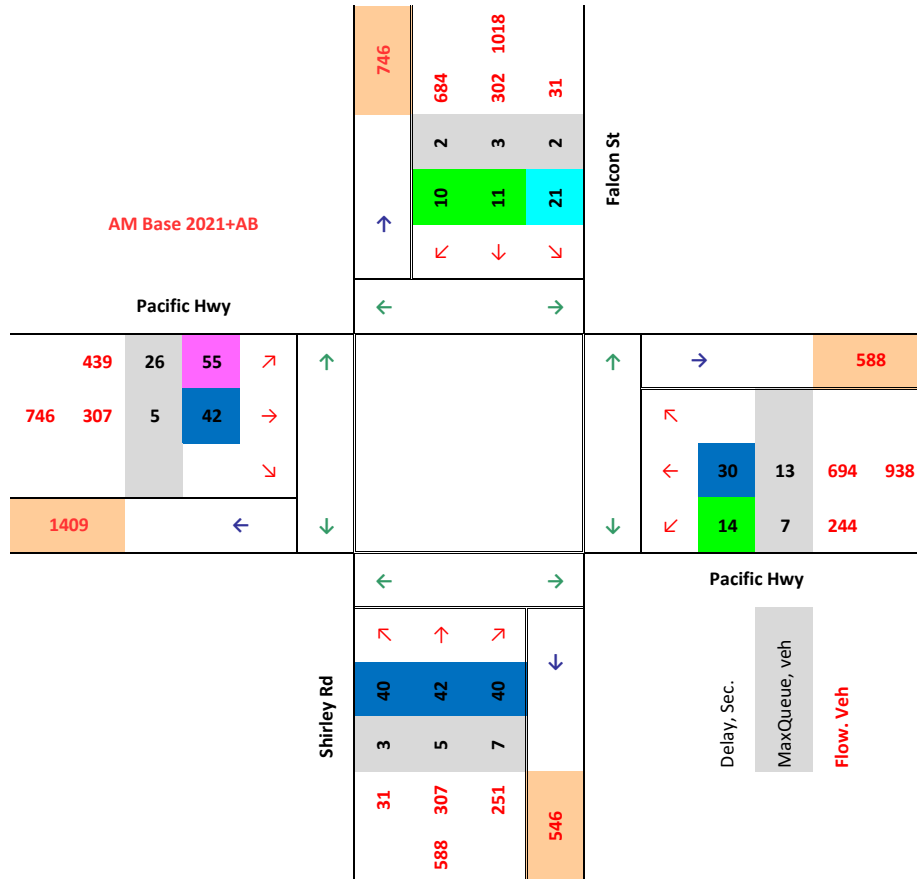 746
684
302 1018
31
2
3
2
10
11
21
Falcon St
AM Base 2021+AB
Pacific Hwy
439 26 55
746 307 5 42
1409
588
30 13 694 938
14 7 244
Pacific Hwy
Shirley Rd
40
42
40
3
5
7
31
588 307
251
546
Delay, Sec.
MaxQueue, veh
Flow. Veh